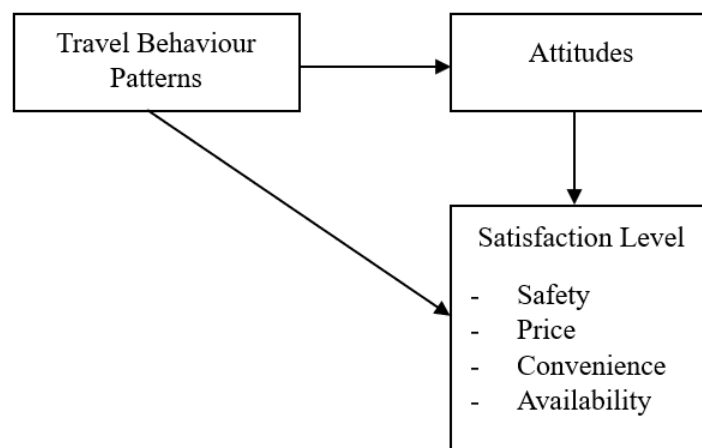 Travel Behaviour
Patterns
Attitudes
Satisfaction Level
- Safety
- Price
- Convenience
- Availability